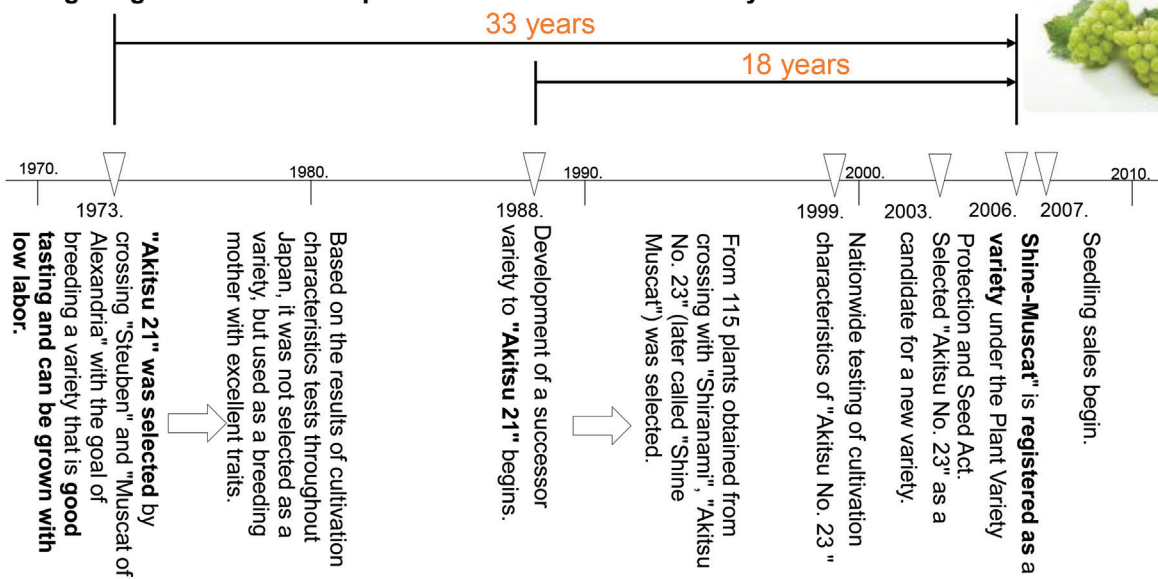 33 years
18 years
1970.
1980.
1990.
2000.
2010.
1973.
1988.
1999.
2003.
2006.
2007.
"Akitsu 21" was selected by
crossing "Steuben" and "Muscat of
Alexandria" with the goal of
breeding a variety that is good
tasting and can be grown with
low labor.
Based on the results of cultivation
characteristics tests throughout
Japan, it was not selected as a
variety, but used as a breeding
mother with excellent traits.
Development of a successor
variety to "Akitsu 21" begins.
From 115 plants obtained from
crossing with "Shiranami", "Akitsu
No. 23" (later called "Shine
Muscat") was selected.
Nationwide testing of cultivation
characteristics of "Akitsu No. 23 "
Selected "Akitsu No. 23" as a
candidate for a new variety.
Shine-Muscat" is registered as a
variety under the Plant Variety
Protection and Seed Act.
Seedling sales begin.